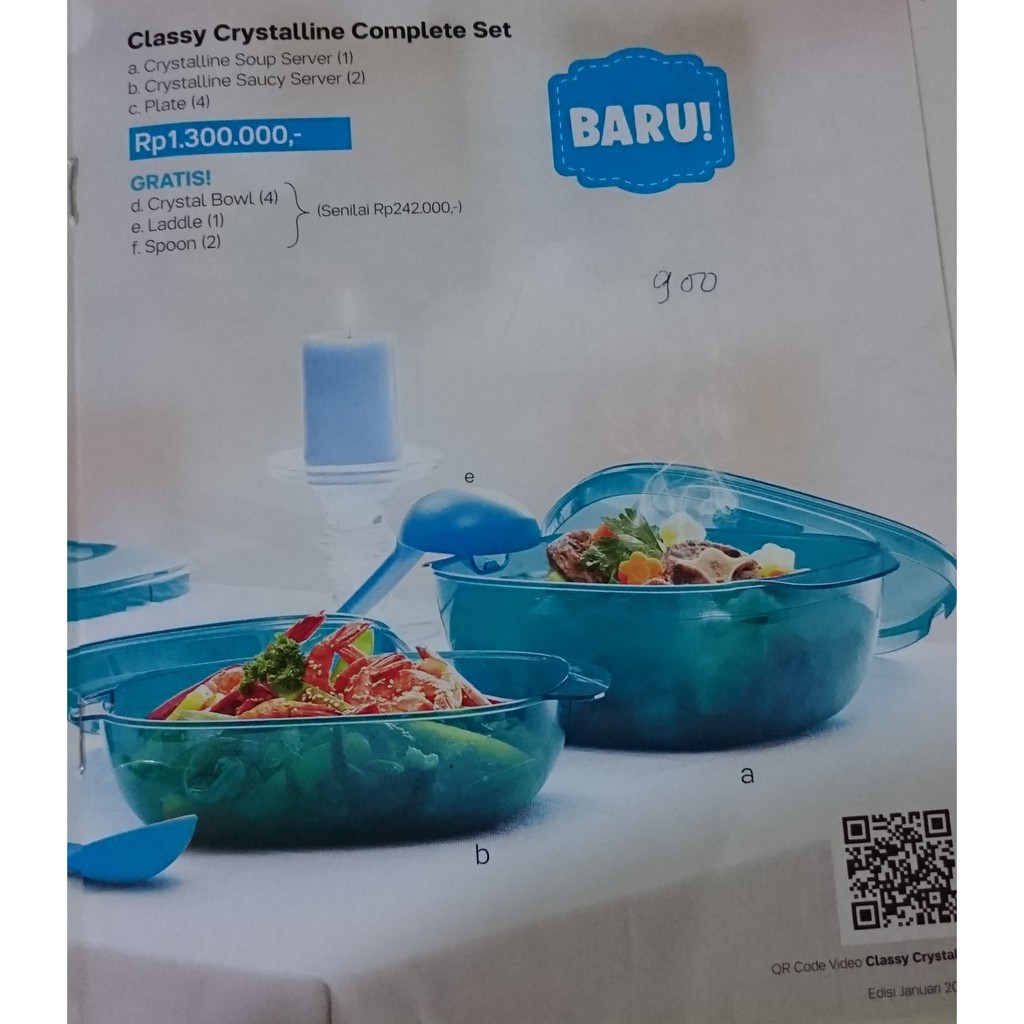 Classy Crystalline Complete Set
a. Crystalline Soup Server (1)
b. Crystalline Saucy Server (2)
c. Plate (4)
Rp1.300.000,-
BARU!
GRATIS!
d. Crystal Bowl (4)
e. Laddle (1)
f. Spoon (2)
(Senilai Rp242.000,-)
900
e
a
b
QR Code Video Classy Crystal
Edisi Januari 20